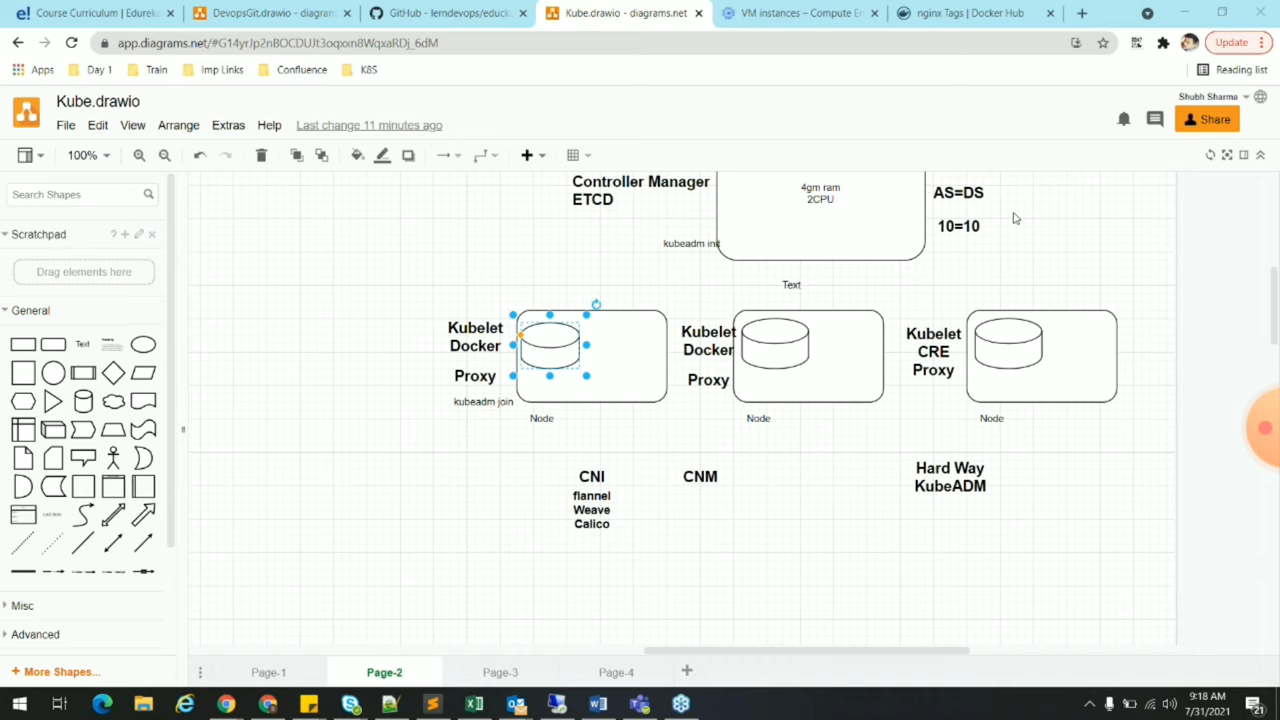 Course Curriculum | Edurek
DevopsGit.drawio - diagram
GitHub - lerndevops/educk
Kube.drawio - diagrams.net
VM instances – Compute En
nginx Tags | Docker Hub
app.diagrams.net/#G14yrJp2nBOCDUJt3oqxxn8WqxaRDj_6dM
Update
Apps
Day 1
Train
Imp Links
Confluence
K8S
Reading list
Kube.drawio
Shubh Sharma
File
Edit
View
Arrange
Extras
Help
Last change 11 minutes ago
Share
100%
Search Shapes
Scratchpad
Drag elements here
General
Text
Misc
Advanced
+ More Shapes...
Controller Manager
ETCD
4gm ram
2CPU
AS=DS
10=10
kubeadm init
Text
Kubelet
Docker
Proxy
kubeadm join
Node
Kubelet
Docker
Proxy
Node
Kubelet
CRE
Proxy
Node
CNI
flannel
Weave
Calico
CNM
Hard Way
KubeADM
Page-1
Page-2
Page-3
Page-4
9:18 AM
7/31/2021
21